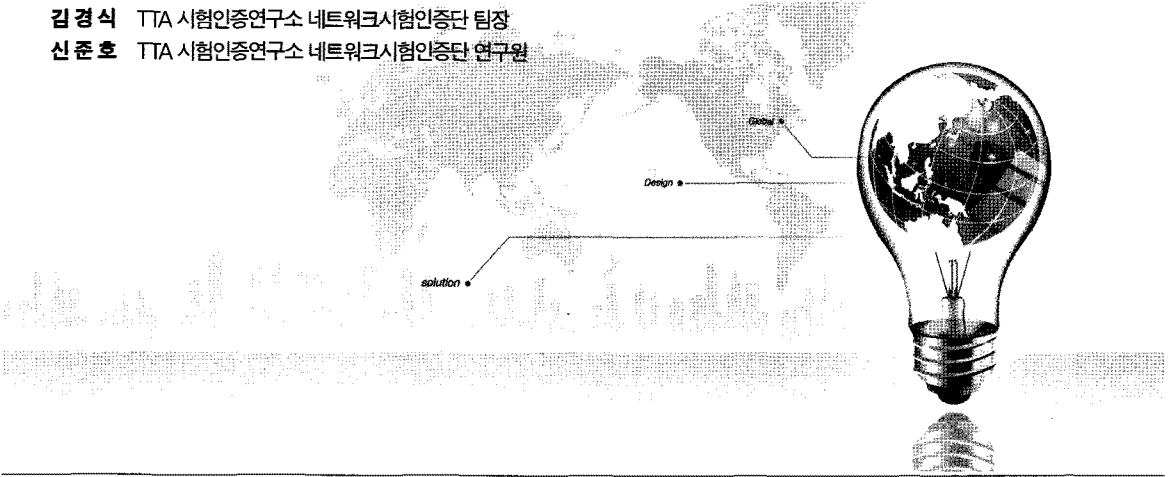 김경식 TTA 시험인증연구소 네트워크시험인증단 팀장
신준호 TTA 시험인증연구소 네트워크시험인증단 연구원
Global
Design
solution